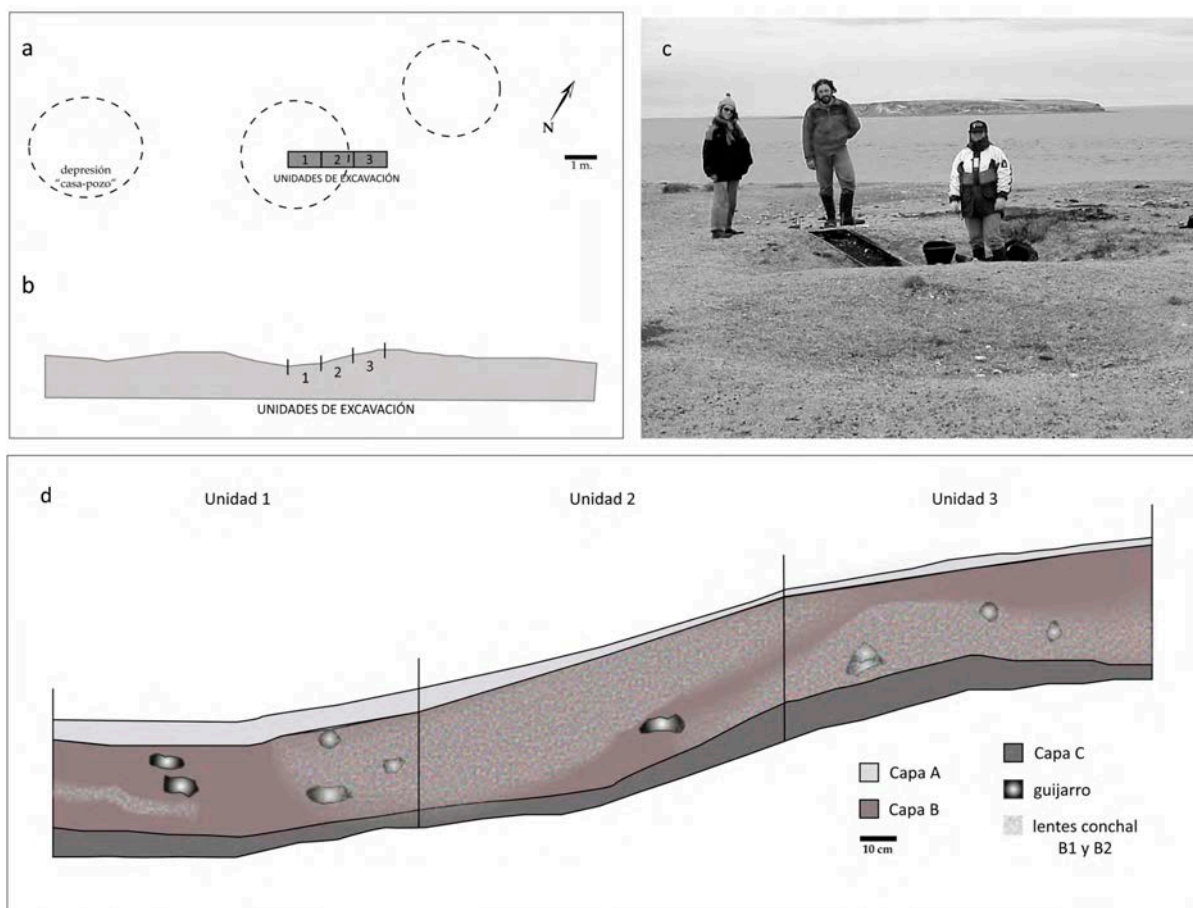 a
depresión
"casa-pozo"
1 2 3
UNIDADES DE EXCAVACIÓN
N
1 m.
b
1 2 3
UNIDADES DE EXCAVACIÓN
c
d
Unidad 1
Unidad 2
Unidad 3
Capa A
Capa B
10 cm
Capa C
guijarro
lentes conchal
B1 y B2